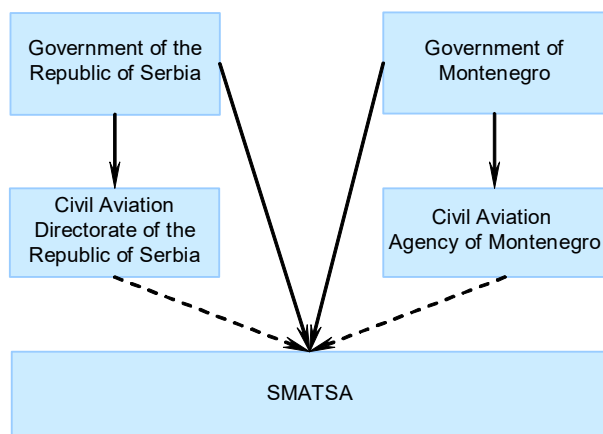 Government of the
Republic of Serbia
Government of
Montenegro
Civil Aviation
Directorate of the
Republic of Serbia
Civil Aviation
Agency of Montenegro
SMATSA